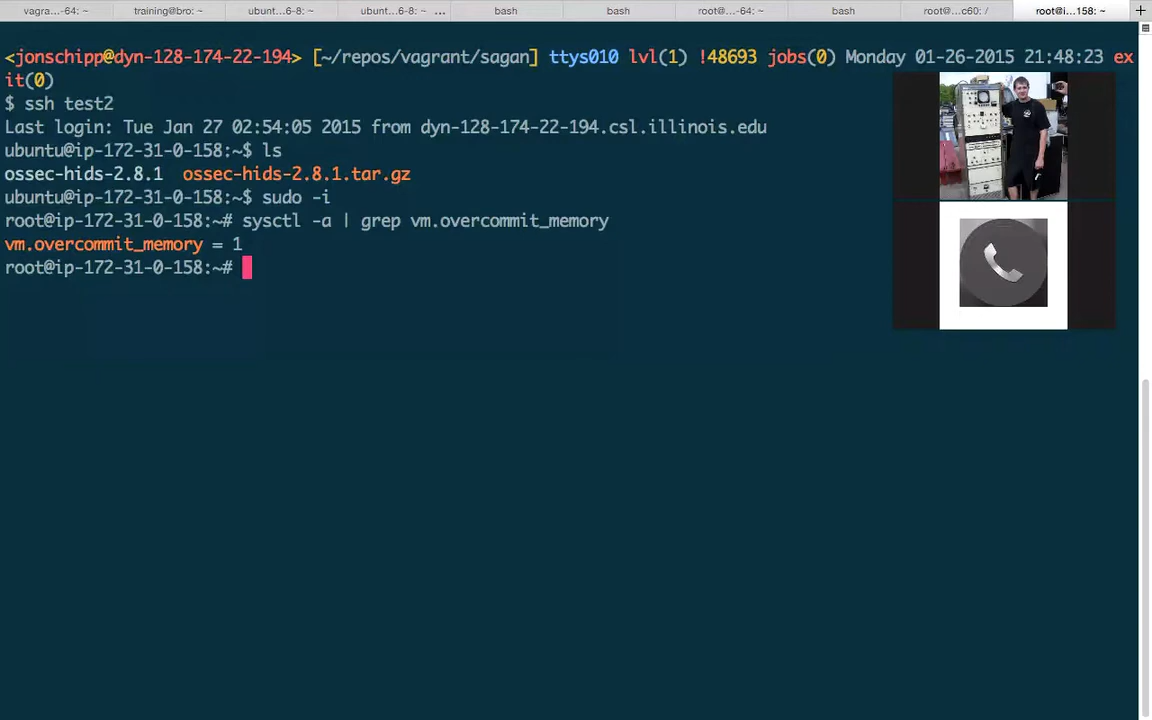 vagra...-64: ~ training@bro: ~ ubunt...6-8: ~ ubunt...6-8: ~ ... bash bash root@...-64: ~ bash root@...c60: / root@i...158: ~ +
<jonschipp@dyn-128-174-22-194> [~/repos/vagrant/sagan] ttys010 lvl(1) !48693 jobs(0) Monday 01-26-2015 21:48:23 ex
it(0)
$ ssh test2
Last login: Tue Jan 27 02:54:05 2015 from dyn-128-174-22-194.csl.illinois.edu
ubuntu@ip-172-31-0-158:~$ ls
ossec-hids-2.8.1  ossec-hids-2.8.1.tar.gz
ubuntu@ip-172-31-0-158:~$ sudo -i
root@ip-172-31-0-158:~# sysctl -a | grep vm.overcommit_memory
vm.overcommit_memory = 1
root@ip-172-31-0-158:~#